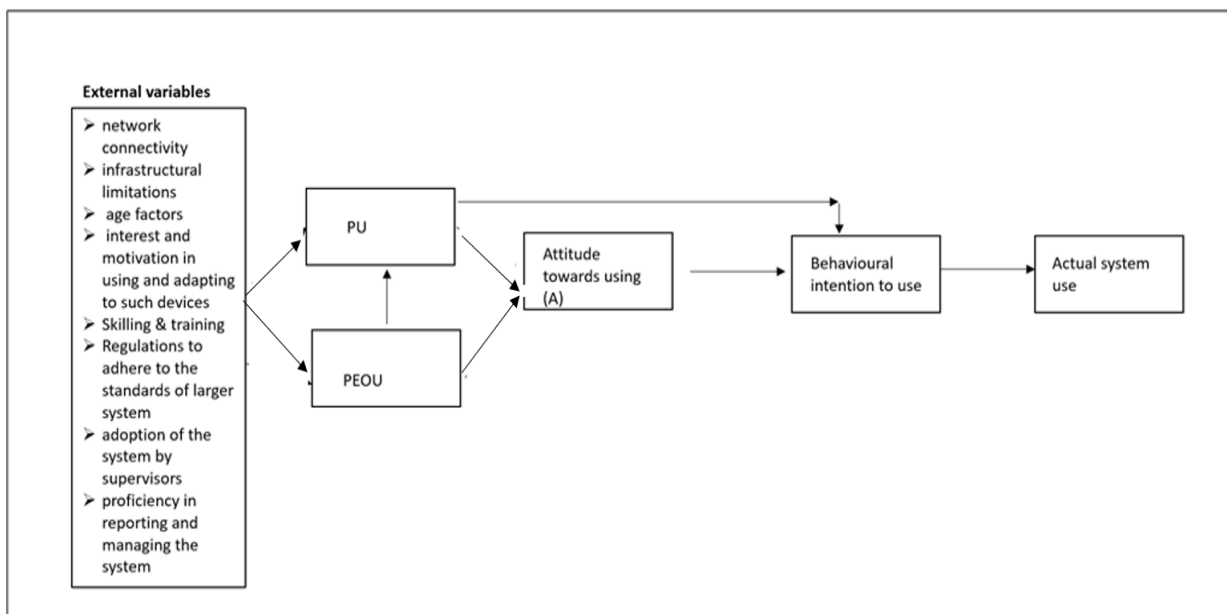 External variables
➢ network
connectivity
➢ infrastructural
limitations
➢ age factors
➢ interest and
motivation in
using and adapting
to such devices
➢ Skilling & training
➢ Regulations to
adhere to the
standards of larger
system
➢ adoption of the
system by
supervisors
➢ proficiency in
reporting and
managing the
system
PU
PEOU
Attitude
towards using
(A)
Behavioural
intention to use
Actual system
use